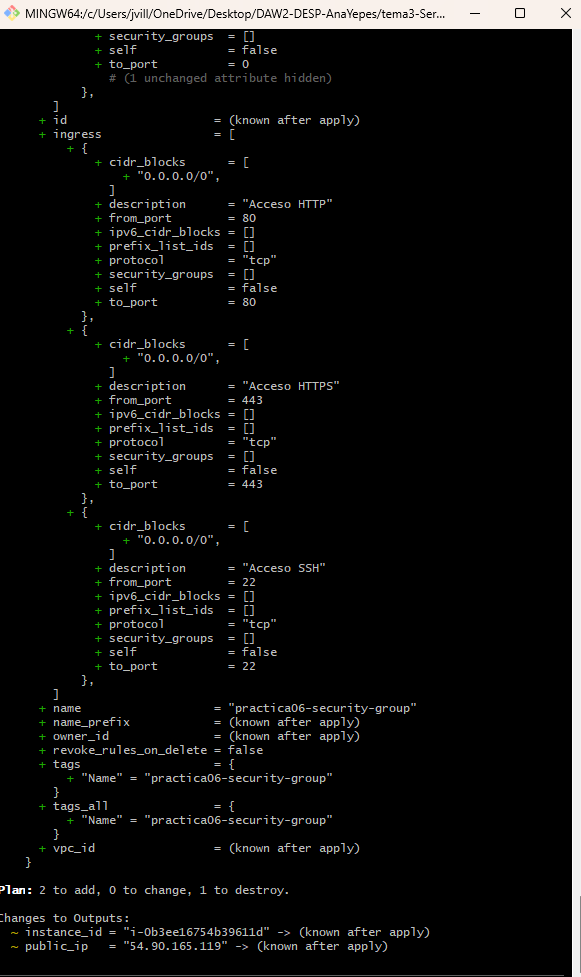 MINGW64:/c/Users/jvill/OneDrive/Desktop/DAW2-DESP-AnaYepes/tema3-Ser...
+ security_groups = []
+ self = false
+ to_port = 0
# (1 unchanged attribute hidden)
},
]
+ id = (known after apply)
+ ingress = [
+ {
+ cidr_blocks = [
+ "0.0.0.0/0",
]
+ description = "Acceso HTTP"
+ from_port = 80
+ ipv6_cidr_blocks = []
+ prefix_list_ids = []
+ protocol = "tcp"
+ security_groups = []
+ self = false
+ to_port = 80
},
+ {
+ cidr_blocks = [
+ "0.0.0.0/0",
]
+ description = "Acceso HTTPS"
+ from_port = 443
+ ipv6_cidr_blocks = []
+ prefix_list_ids = []
+ protocol = "tcp"
+ security_groups = []
+ self = false
+ to_port = 443
},
+ {
+ cidr_blocks = [
+ "0.0.0.0/0",
]
+ description = "Acceso SSH"
+ from_port = 22
+ ipv6_cidr_blocks = []
+ prefix_list_ids = []
+ protocol = "tcp"
+ security_groups = []
+ self = false
+ to_port = 22
},
]
+ name = "practica06-security-group"
+ name_prefix = (known after apply)
+ owner_id = (known after apply)
+ revoke_rules_on_delete = false
+ tags = {
+ "Name" = "practica06-security-group"
}
+ tags_all = {
+ "Name" = "practica06-security-group"
}
+ vpc_id = (known after apply)
}
Plan: 2 to add, 0 to change, 1 to destroy.
Changes to Outputs:
~ instance_id = "i-0b3ee16754b39611d" -> (known after apply)
~ public_ip = "54.90.165.119" -> (known after apply)